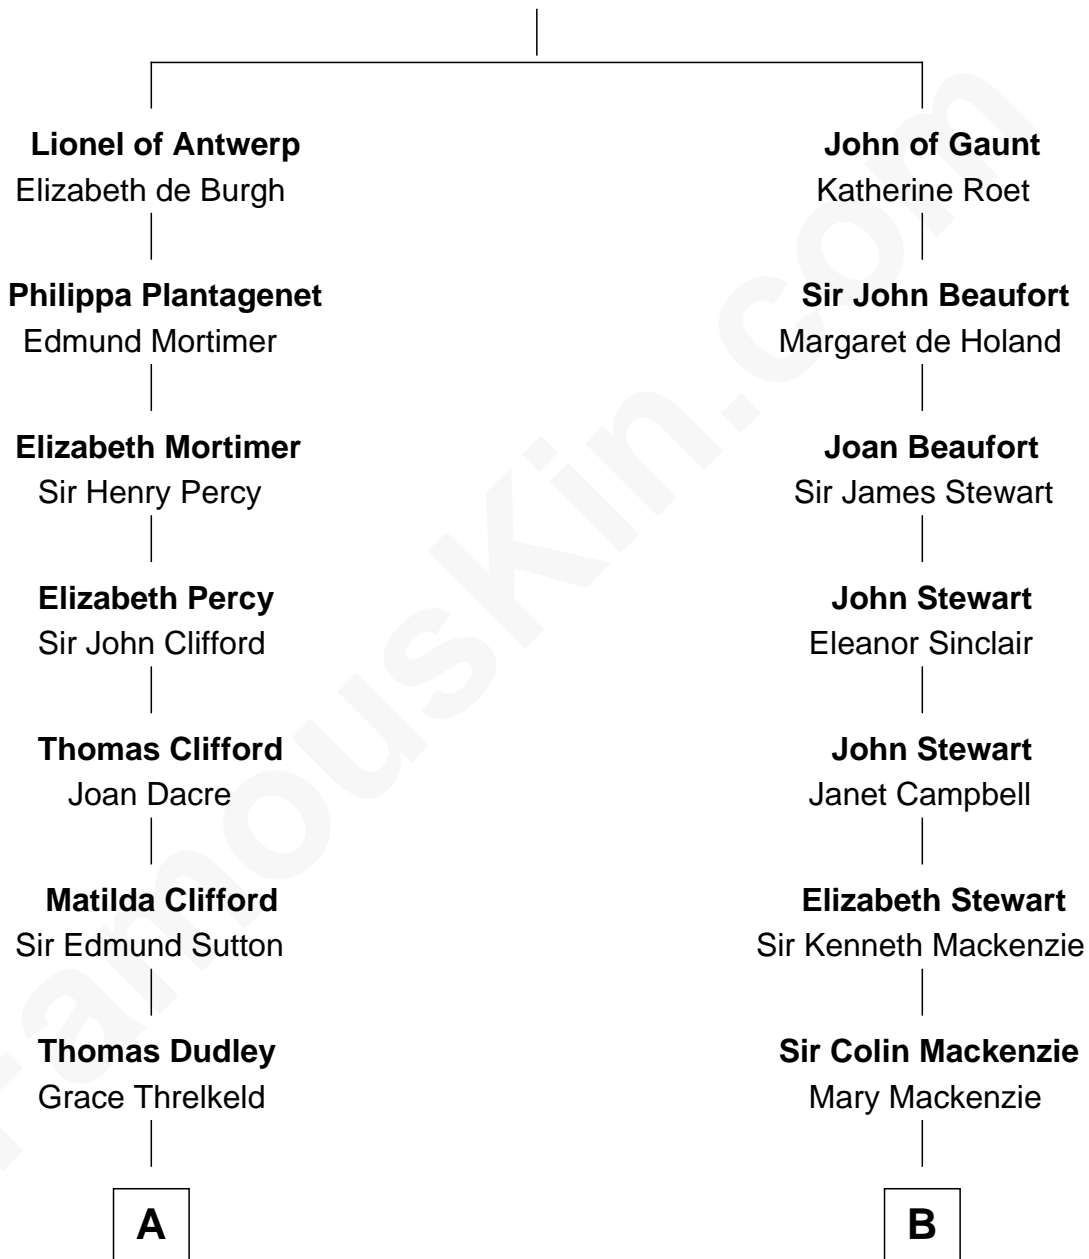 Lionel of Antwerp
Elizabeth de Burgh
Philippa Plantagenet
Edmund Mortimer
Elizabeth Mortimer
Sir Henry Percy
Elizabeth Percy
Sir John Clifford
Thomas Clifford
Joan Dacre
Matilda Clifford
Sir Edmund Sutton
Thomas Dudley
Grace Threlkeld
A
John of Gaunt
Katherine Roet
Sir John Beaufort
Margaret de Holand
Joan Beaufort
Sir James Stewart
John Stewart
Eleanor Sinclair
John Stewart
Janet Campbell
Elizabeth Stewart
Sir Kenneth Mackenzie
Sir Colin Mackenzie
Mary Mackenzie
B
FamousKin.com